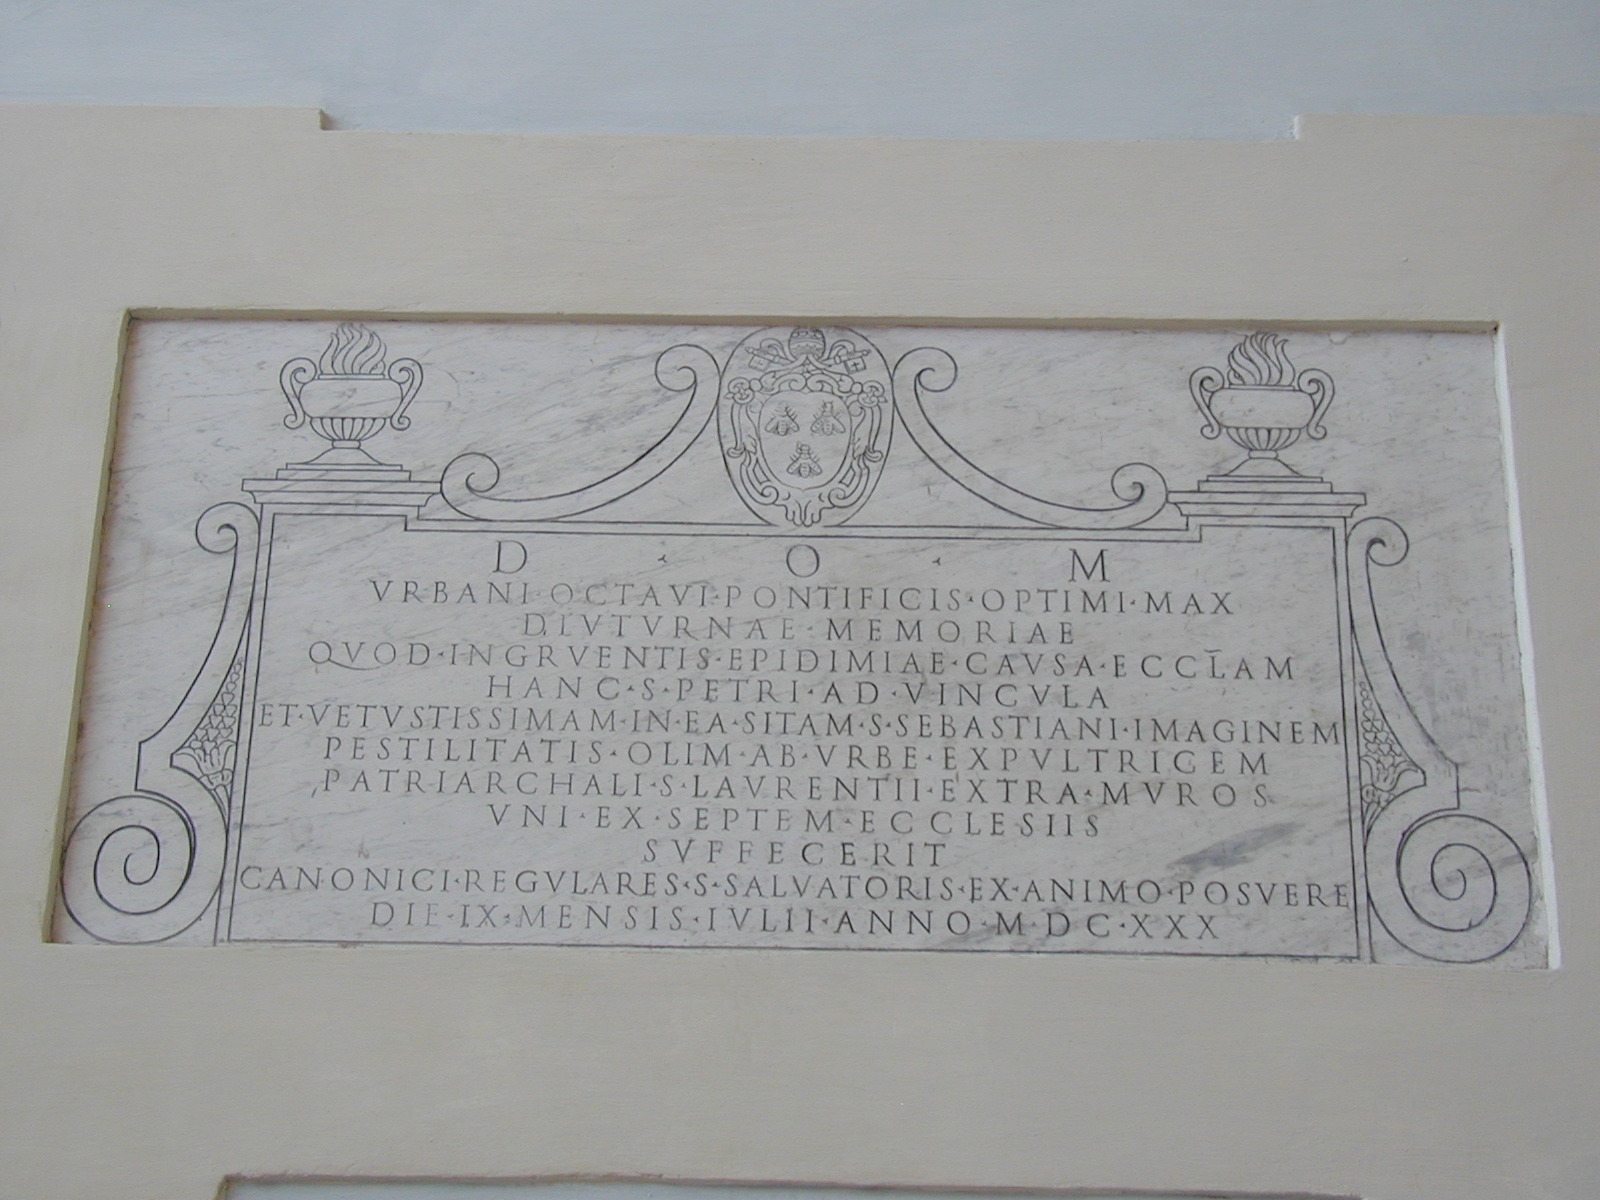 D · O · M
VRBANI·OCTAVI·PONTIFICIS·OPTIMI·MAX
DIVTVRNAE·MEMORIAE
QVOD·INGRVENTIS·EPIDIMIAE·CAVSA·ECCL̄AM
HANC·S·PETRI·AD·VINCVLA
ET·VETVSTISSIMAM·IN·EA·SITAM·S·SEBASTIANI·IMAGINEM
PESTILITATIS·OLIM·AB·VRBE·EXPVLTRICEM
PATRIARCHALI·S·LAVRENTII·EXTRA·MVROS
VNI·EX·SEPTEM·ECCLESIIS
SVFFECERIT
CANONICI·REGVLARES·S·SALVATORIS·EX·ANIMO·POSVERE
DIE·IX·MENSIS·IVLII·ANNO·M·D·C·XXX